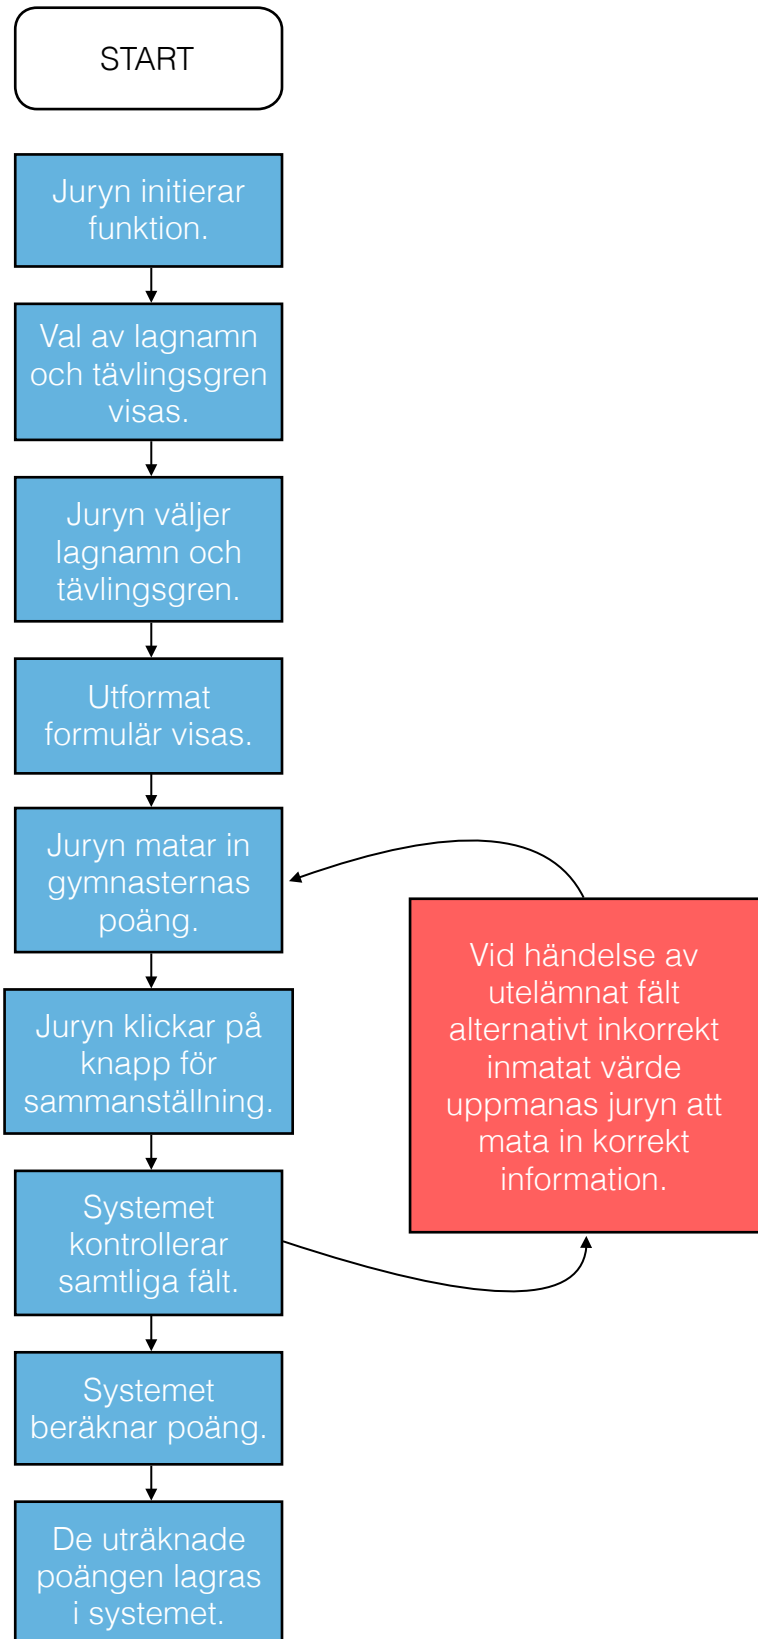 START
Juryn initierar
funktion.
Val av lagnamn
och tävlingsgren
visas.
Juryn väljer
lagnamn och
tävlingsgren.
Utformat
formulär visas.
Juryn matar in
gymnasternas
poäng.
Juryn klickar på
knapp för
sammanställning.
Systemet
kontrollerar
samtliga fält.
Vid händelse av
utelämnat fält
alternativt inkorrekt
inmatat värde
uppmanas juryn att
mata in korrekt
information.
Systemet
beräknar poäng.
De uträknade
poängen lagras
i systemet.